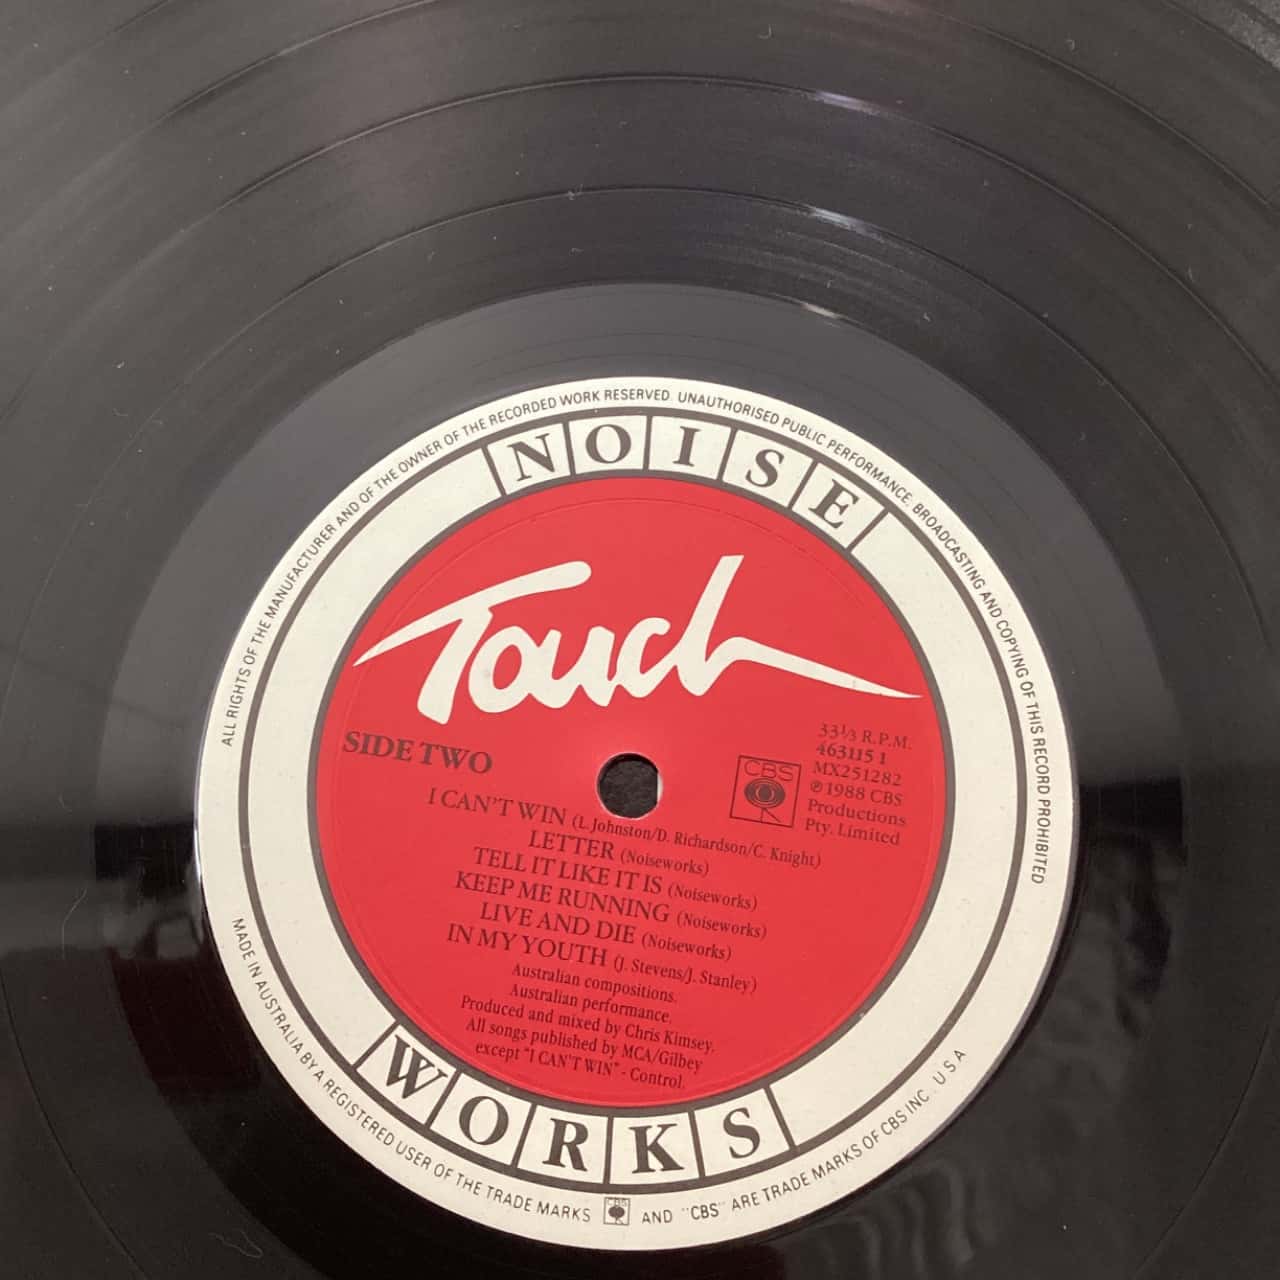 ALL RIGHTS OF THE MANUFACTURER AND OF THE OWNER OF THE RECORDED WORK RESERVED. UNAUTHORISED PUBLIC PERFORMANCE, BROADCASTING AND COPYING OF THIS RECORD PROHIBITED
NOISE
Touch
SIDE TWO
33⅓ R.P.M.
463115 1
MX251282
℗ 1988 CBS
Productions
Pty. Limited
CBS
I CAN'T WIN (L. Johnston/D. Richardson/C. Knight)
LETTER (Noiseworks)
TELL IT LIKE IT IS (Noiseworks)
KEEP ME RUNNING (Noiseworks)
LIVE AND DIE (Noiseworks)
IN MY YOUTH (J. Stevens/J. Stanley)
Australian compositions.
Australian performance.
Produced and mixed by Chris Kimsey.
All songs published by MCA/Gilbey
except "I CAN'T WIN" - Control.
WORKS
MADE IN AUSTRALIA BY A REGISTERED USER OF THE TRADE MARKS CBS AND "CBS" ARE TRADE MARKS OF CBS INC. U.S.A